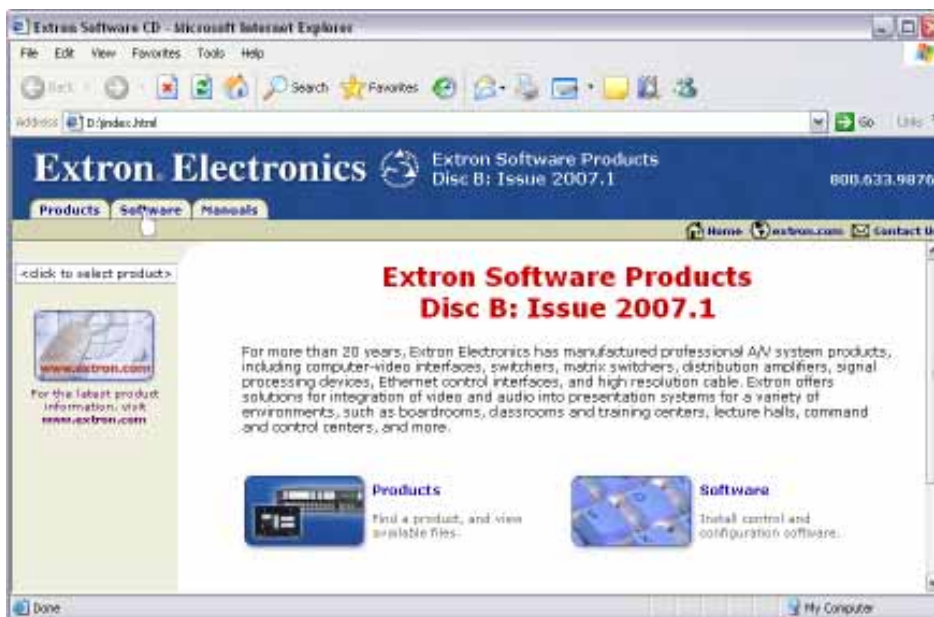 Extron Software CD - Microsoft Internet Explorer
File Edit View Favorites Tools Help
Back Search Favorites
Address D:\index.html Go Links
Extron. Electronics
Extron Software Products
Disc B: Issue 2007.1
800.633.9876
Products Software Manuals
Home extron.com Contact U
<click to select product>
www.extron.com
For the latest product
information, visit
www.extron.com
Extron Software Products
Disc B: Issue 2007.1
For more than 20 years, Extron Electronics has manufactured professional A/V system products,
including computer-video interfaces, switchers, matrix switchers, distribution amplifiers, signal
processing devices, Ethernet control interfaces, and high resolution cable. Extron offers
solutions for integration of video and audio into presentation systems for a variety of
environments, such as boardrooms, classrooms and training centers, lecture halls, command
and control centers, and more.
Products
Find a product, and view
available files.
Software
Install control and
configuration software.
Done My Computer